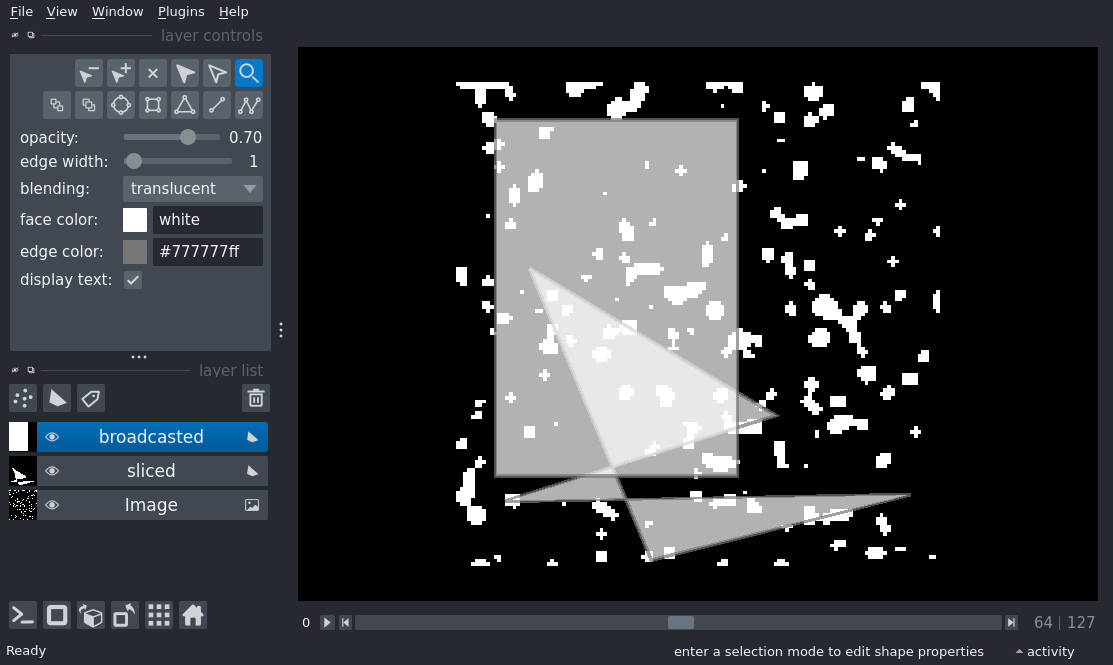 File View Window Plugins Help
layer controls
opacity: 0.70
edge width: 1
blending: translucent
face color: white
edge color: #777777ff
display text:
layer list
broadcasted
sliced
Image
0 64 | 127
Ready enter a selection mode to edit shape properties activity